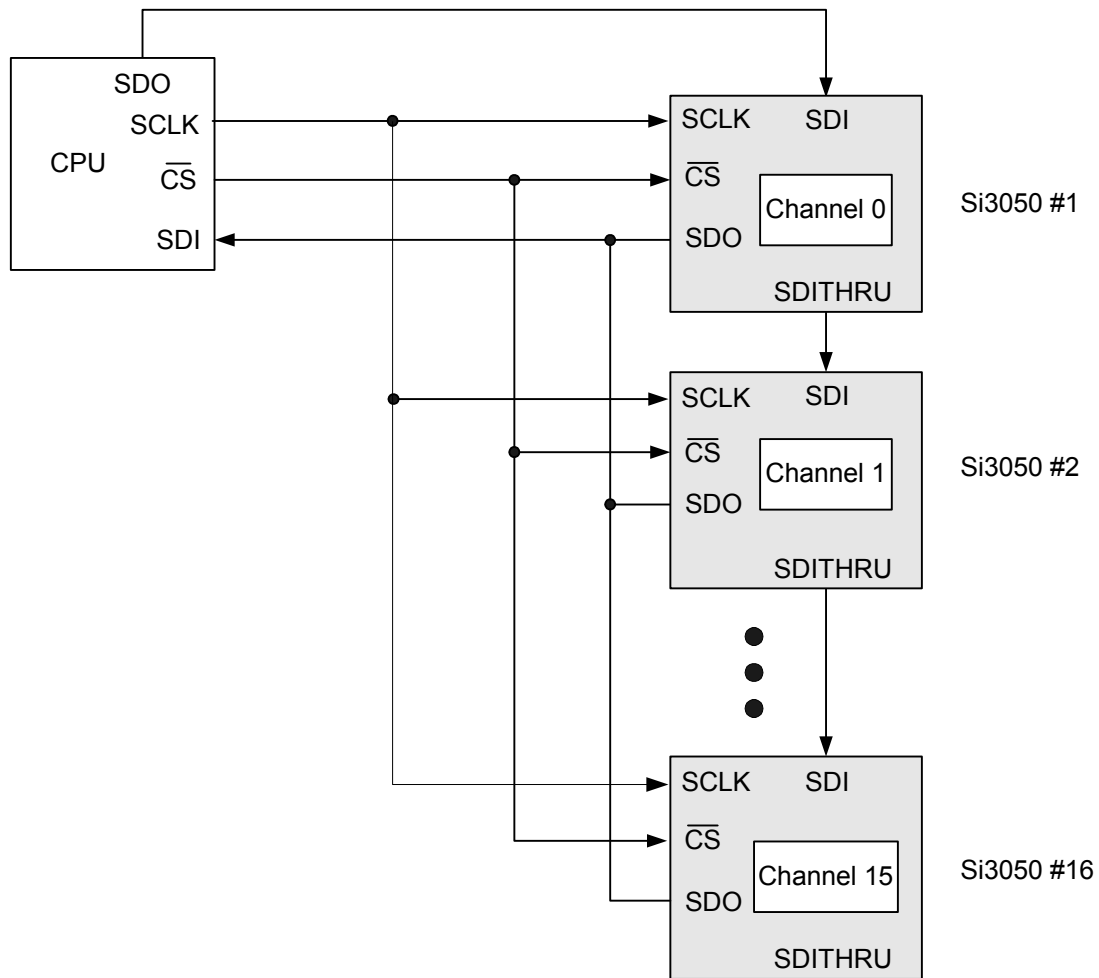 SDO
SCLK
CPU
CS
SDI
SCLK SDI
CS
Channel 0
SDO
SDITHRU
Si3050 #1
SCLK SDI
CS
Channel 1
SDO
SDITHRU
Si3050 #2
SCLK SDI
CS
Channel 15
SDO
SDITHRU
Si3050 #16